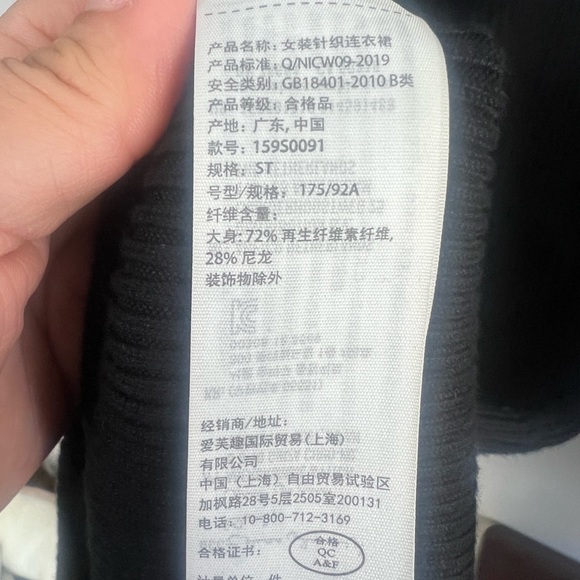 产品名称: 女装针织连衣裙
产品标准: Q/NICW09-2019
安全类别: GB18401-2010 B类
产品等级: 合格品
产地: 广东, 中国
款号: 159S0091
规格: ST
号型/规格: 175/92A
纤维含量:
大身: 72% 再生纤维素纤维,
28% 尼龙
装饰物除外
经销商/地址:
爱芙趣国际贸易(上海)
有限公司
中国 (上海) 自由贸易试验区
加枫路28号5层2505室200131
电话: 10-800-712-3169
合格证书:
合格
QC
A&F
计量单位: 件